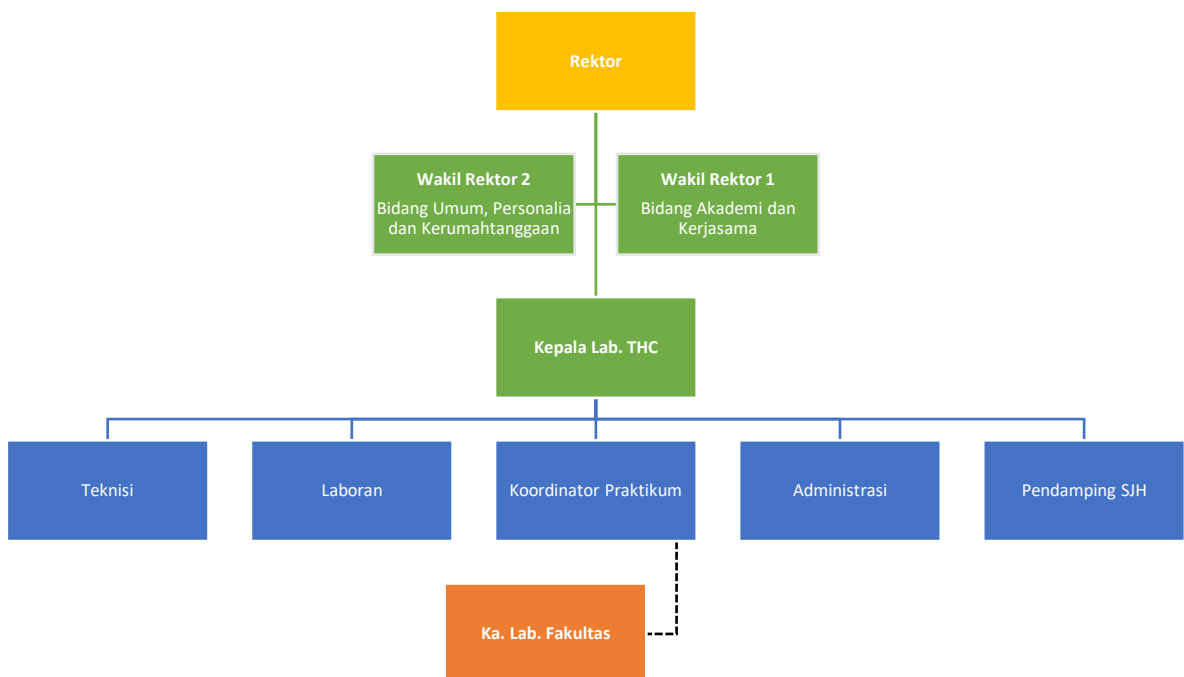 Rektor
Wakil Rektor 2
Bidang Umum, Personalia
dan Kerumahtanggaan
Wakil Rektor 1
Bidang Akademi dan
Kerjasama
Kepala Lab. THC
Teknisi
Laboran
Koordinator Praktikum
Administrasi
Pendamping SJH
Ka. Lab. Fakultas